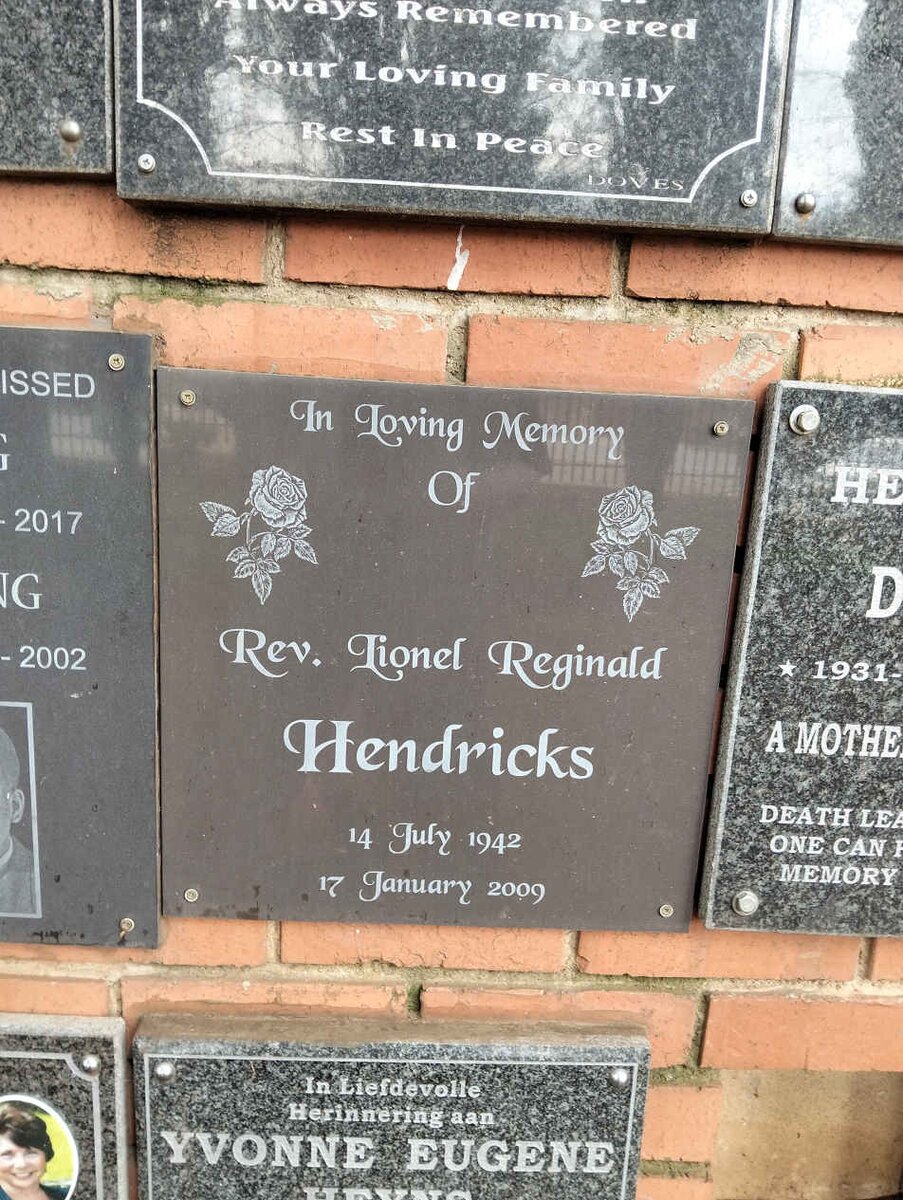 Always Remembered
Your Loving Family
Rest In Peace
DOVES
ISSED
- 2017
NG
- 2002
In Loving Memory
Of
Rev. Lionel Reginald
Hendricks
14 July 1942
17 January 2009
HE
D
★ 1931-
A MOTHE
DEATH LEA
ONE CAN
MEMORY
In Liefdevolle
Herinnering aan
YVONNE EUGENE
HEYNS